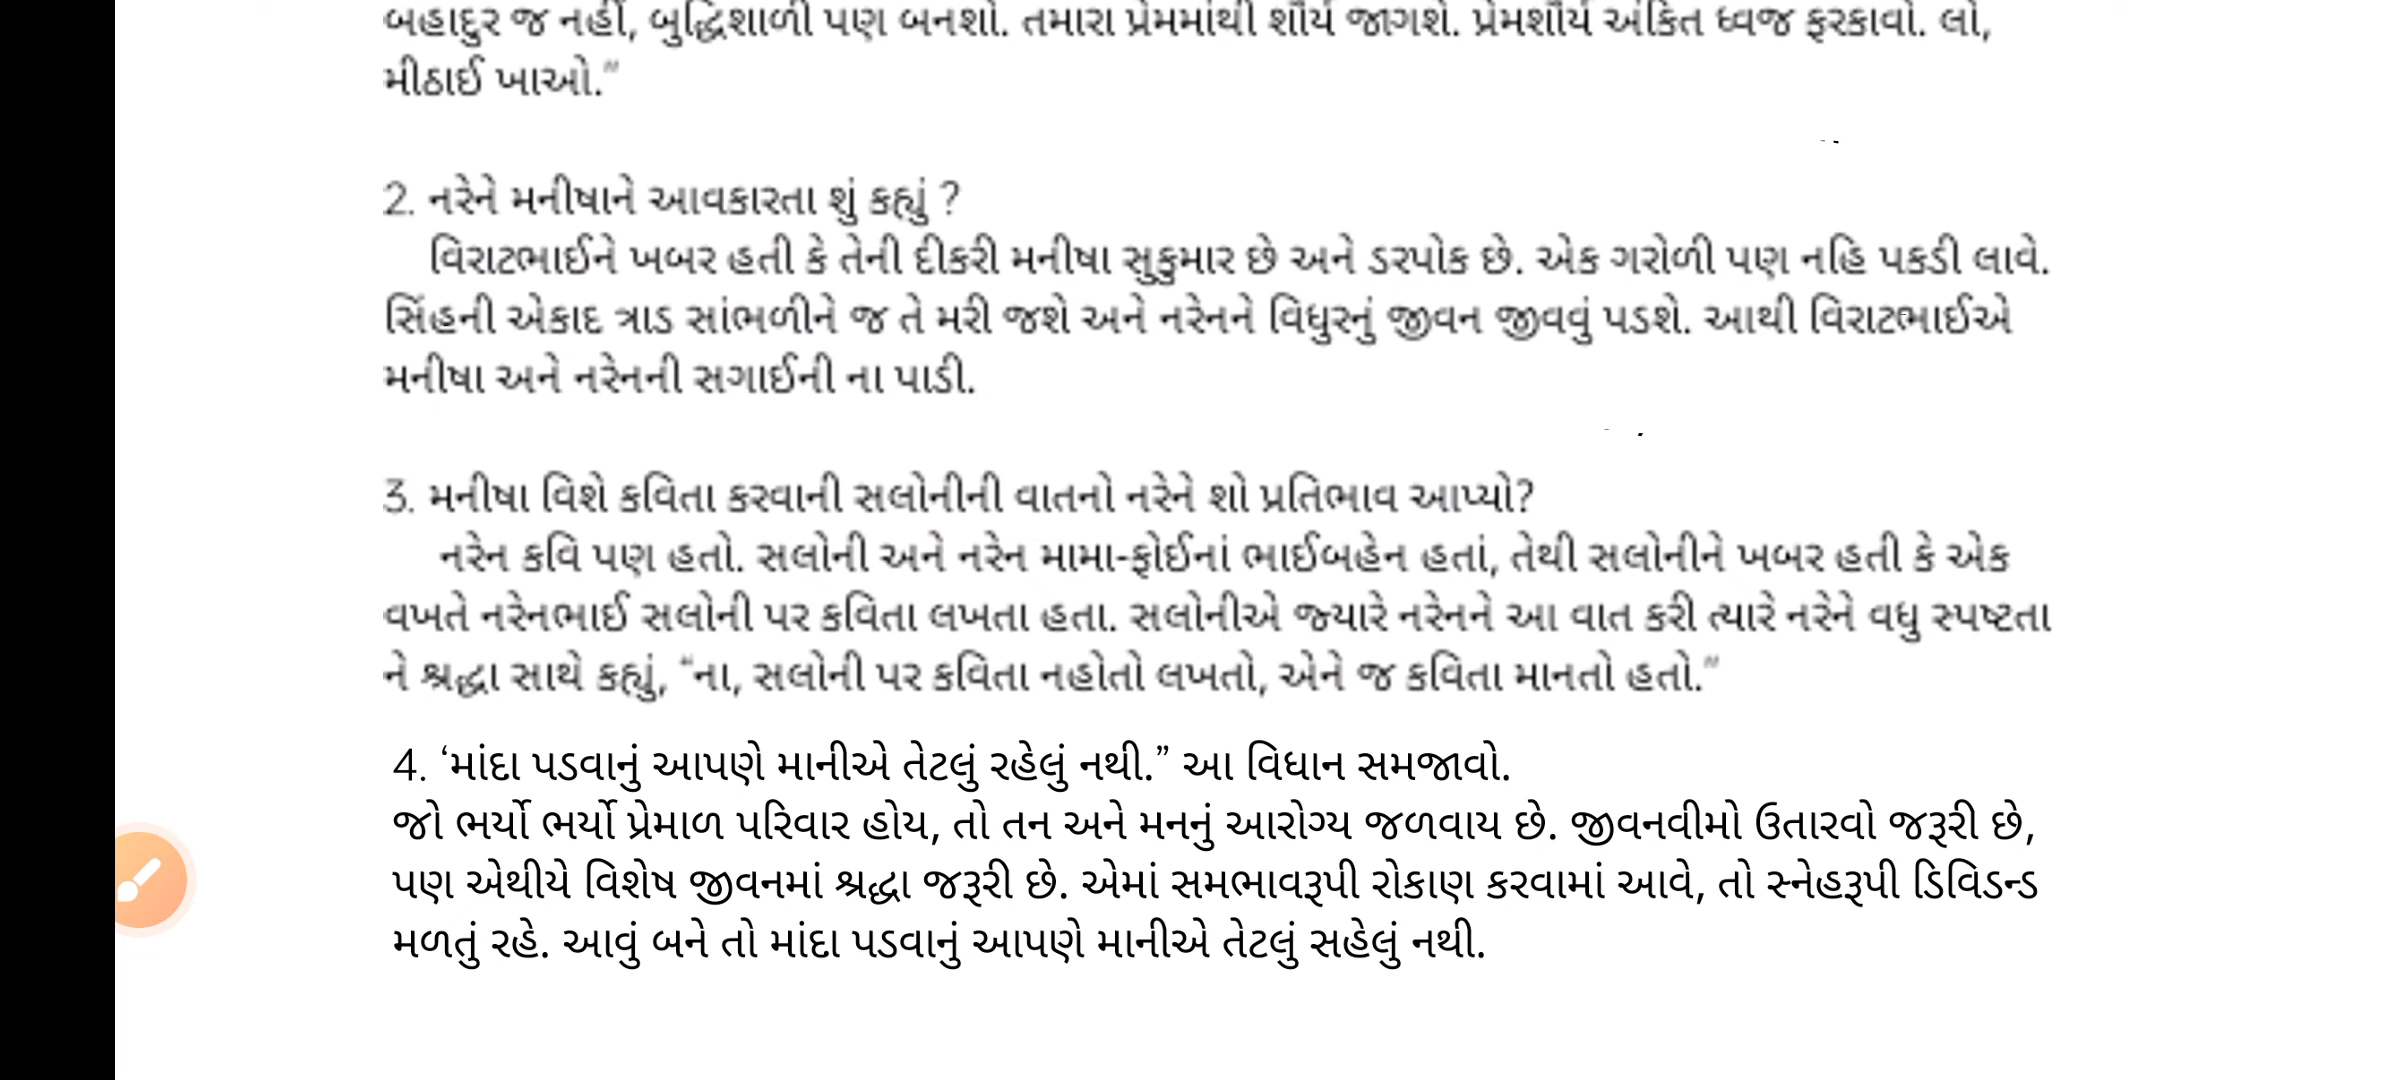 બહાદુર જ નહીં, બુદ્ધિશાળી પણ બનશો. તમારા પ્રેમમાંથી શૌર્ય જાગશે. પ્રેમશૌર્ય અંકિત ધ્વજ ફરકાવો. લો,
મીઠાઈ ખાઓ.”
2. નરેને મનીષાને આવકારતા શું કહ્યું ?
વિરાટભાઈને ખબર હતી કે તેની દીકરી મનીષા સુકુમાર છે અને ડરપોક છે. એક ગરોળી પણ નહિ પકડી લાવે.
સિંહની એકાદ ત્રાડ સાંભળીને જ તે મરી જશે અને નરેનને વિધુરનું જીવન જીવવું પડશે. આથી વિરાટભાઈએ
મનીષા અને નરેનની સગાઈની ના પાડી.
3. મનીષા વિશે કવિતા કરવાની સલોનીની વાતનો નરેને શો પ્રતિભાવ આપ્યો?
નરેન કવિ પણ હતો. સલોની અને નરેન મામા-ફોઈનાં ભાઈબહેન હતાં, તેથી સલોનીને ખબર હતી કે એક
વખતે નરેનભાઈ સલોની પર કવિતા લખતા હતા. સલોનીએ જ્યારે નરેનને આ વાત કરી ત્યારે નરેને વધુ સ્પષ્ટતા
ને શ્રદ્ધા સાથે કહ્યું, “ના, સલોની પર કવિતા નહોતો લખતો, એને જ કવિતા માનતો હતો.”
4. ‘માંદા પડવાનું આપણે માનીએ તેટલું રહેલું નથી.” આ વિધાન સમજાવો.
જો ભર્યો ભર્યો પ્રેમાળ પરિવાર હોય, તો તન અને મનનું આરોગ્ય જળવાય છે. જીવનવીમો ઉતારવો જરૂરી છે,
પણ એથીયે વિશેષ જીવનમાં શ્રદ્ધા જરૂરી છે. એમાં સમભાવરૂપી રોકાણ કરવામાં આવે, તો સ્નેહરૂપી ડિવિડન્ડ
મળતું રહે. આવું બને તો માંદા પડવાનું આપણે માનીએ તેટલું સહેલું નથી.